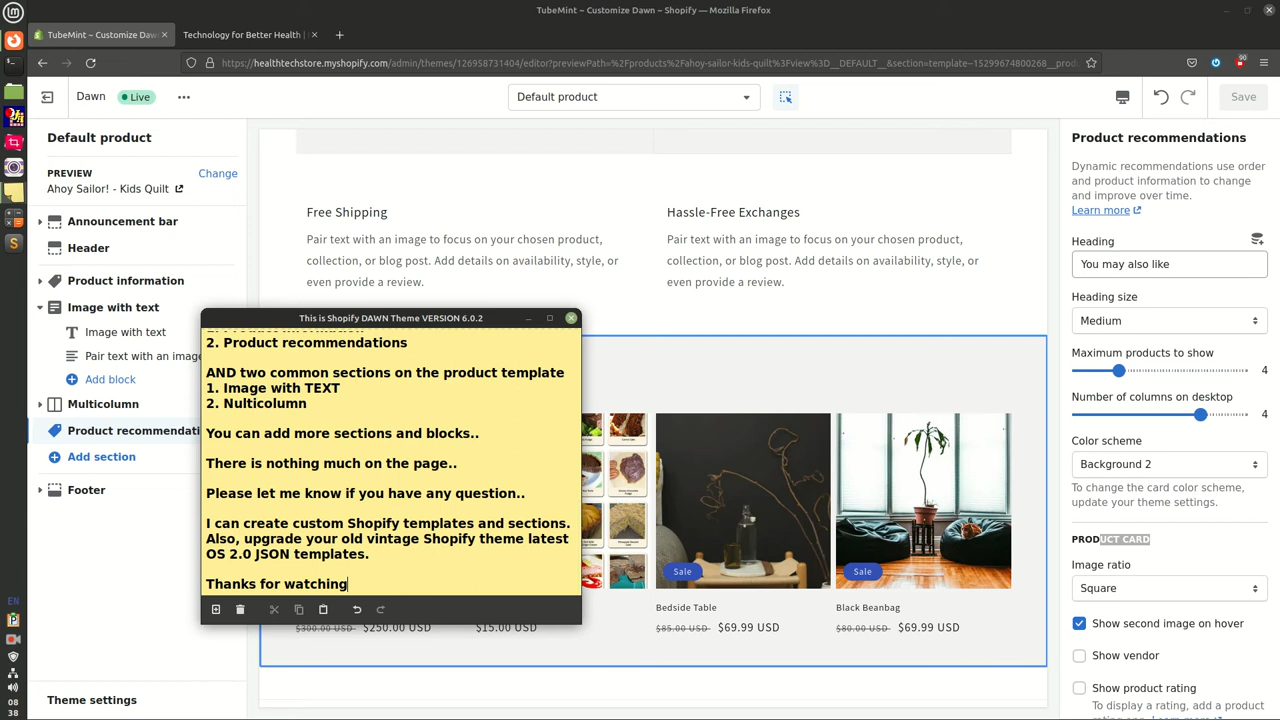 TubeMint ~ Customize Dawn ~ Shopify — Mozilla Firefox
TubeMint ~ Customize Daw
Technology for Better Health |
https://healthtechstore.myshopify.com/admin/themes/126958731404/editor?previewPath=%2Fproducts%2Fahoy-sailor-kids-quilt%3Fview%3D__DEFAULT__&section=template--15299674800268__prod
90
Dawn
Live
Default product
Save
Default product
PREVIEW
Change
Ahoy Sailor! - Kids Quilt
Announcement bar
Header
Product information
Image with text
Image with text
Pair text with an image
Add block
Multicolumn
Product recommendati
Add section
Footer
Theme settings
EN
08
38
Free Shipping
Pair text with an image to focus on your chosen product,
collection, or blog post. Add details on availability, style, or
even provide a review.
Hassle-Free Exchanges
Pair text with an image to focus on your chosen product,
collection, or blog post. Add details on availability, style, or
even provide a review.
This is Shopify DAWN Theme VERSION 6.0.2
2. Product recommendations
AND two common sections on the product template
1. Image with TEXT
2. Nulticolumn
You can add more sections and blocks..
There is nothing much on the page..
Please let me know if you have any question..
I can create custom Shopify templates and sections.
Also, upgrade your old vintage Shopify theme latest
OS 2.0 JSON templates.
Thanks for watching
Sale
Sale
Bedside Table
Black Beanbag
$300.00 USD $250.00 USD
$15.00 USD
$85.00 USD $69.99 USD
$80.00 USD $69.99 USD
Product recommendations
Dynamic recommendations use order
and product information to change
and improve over time.
Learn more
Heading
You may also like
Heading size
Medium
Maximum products to show
4
Number of columns on desktop
4
Color scheme
Background 2
To change the card color scheme,
update your theme settings.
PRODUCT CARD
Image ratio
Square
Show second image on hover
Show vendor
Show product rating
To display a rating, add a product